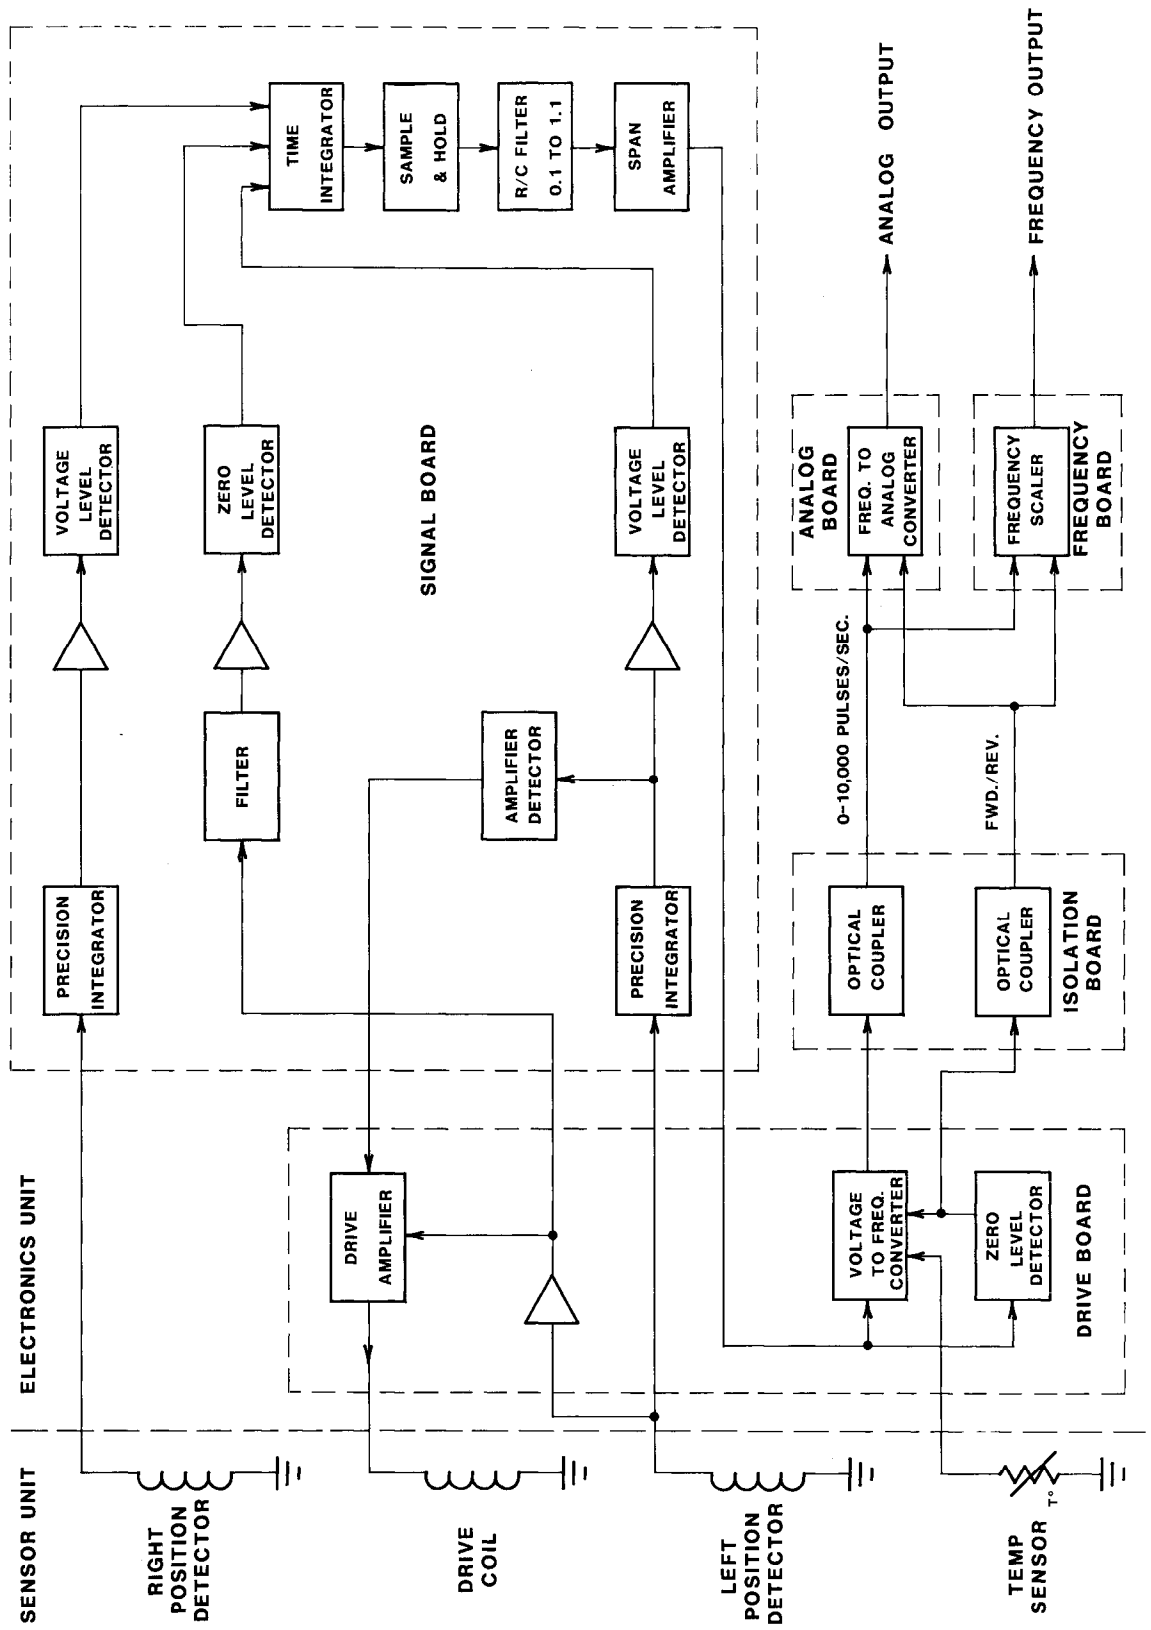 SENSOR UNIT
ELECTRONICS UNIT
RIGHT
POSITION
DETECTOR
PRECISION
INTEGRATOR
VOLTAGE
LEVEL
DETECTOR
FILTER
ZERO
LEVEL
DETECTOR
TIME
INTEGRATOR
SAMPLE
& HOLD
R/C FILTER
0.1 TO 1.1
SPAN
AMPLIFIER
DRIVE
COIL
DRIVE
AMPLIFIER
AMPLIFIER
DETECTOR
SIGNAL BOARD
LEFT
POSITION
DETECTOR
PRECISION
INTEGRATOR
VOLTAGE
LEVEL
DETECTOR
TEMP
SENSOR
T°
VOLTAGE
TO FREQ.
CONVERTER
ZERO
LEVEL
DETECTOR
DRIVE BOARD
OPTICAL
COUPLER
OPTICAL
COUPLER
ISOLATION
BOARD
0-10,000 PULSES/SEC.
FWD./REV.
ANALOG
BOARD
FREQ. TO
ANALOG
CONVERTER
FREQUENCY
SCALER
FREQUENCY
BOARD
ANALOG OUTPUT
FREQUENCY OUTPUT